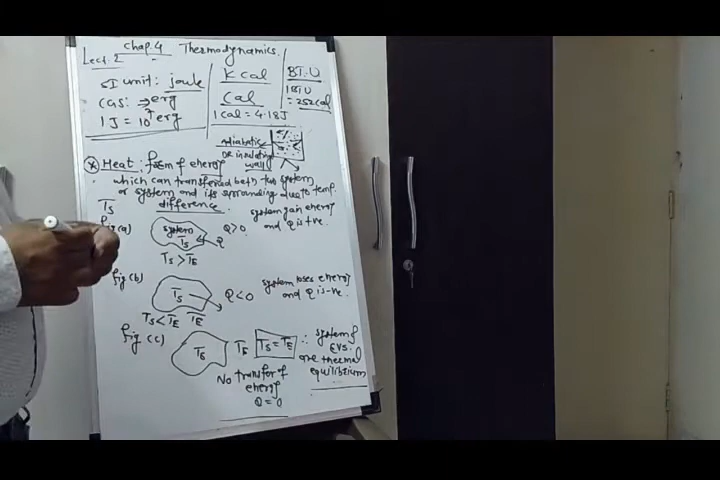 Chap. 4 Thermodynamics.
Lect. 2
SI unit: joule
CGS: → erg
1 J = 10⁷ erg
K cal
Cal
1 cal = 4.18 J
B.T.U
1 BTU
= 252 cal
adiabatic
OR insulating
wall
Heat: form of energy
which can transferred betn two system
or system and its surrounding due to temp.
difference.
Ts
fig (a)
system
Ts
Q
Q>0
system gain energy
and Q is +ve.
Ts > TE
fig (b)
Ts
Q<0
system loses energy
and Q is -ve.
Ts < TE TE
fig (c)
Ts
TE
Ts = TE
∴ system &
are thermal
equilibrium
No transfer of
energy
Q = 0